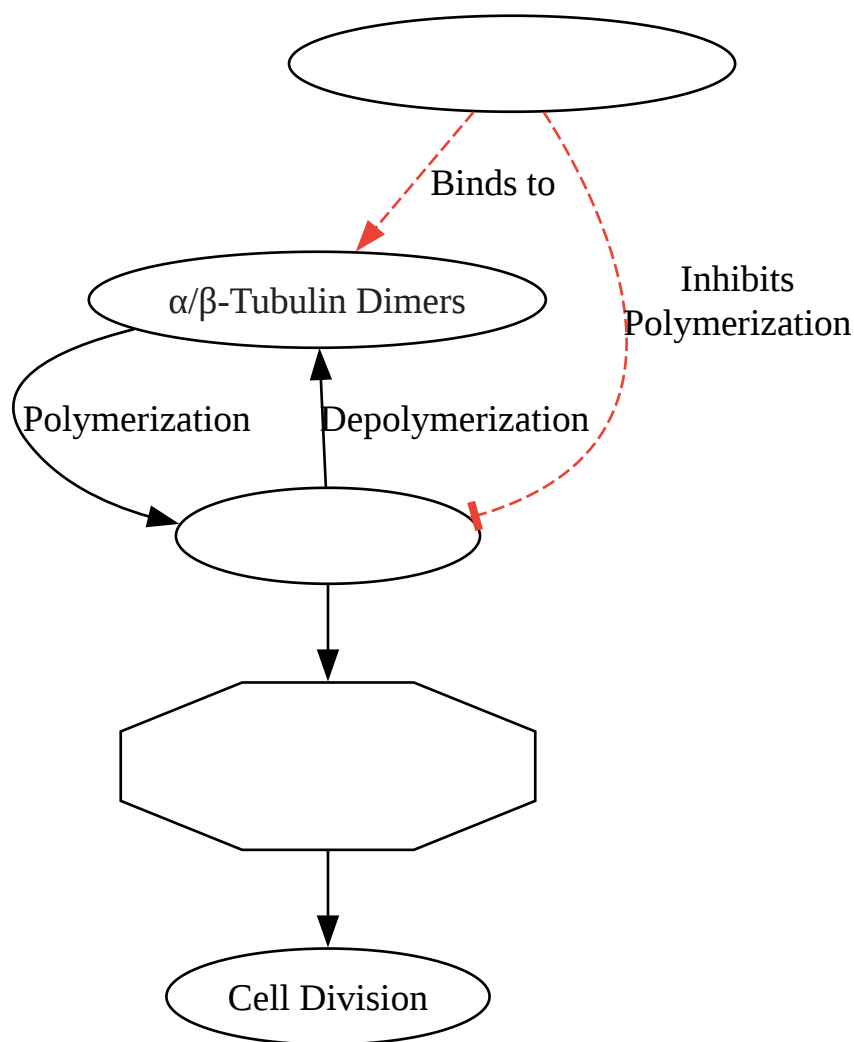 Binds to
Inhibits
Polymerization
α/β-Tubulin Dimers
Polymerization
Depolymerization
Cell Division